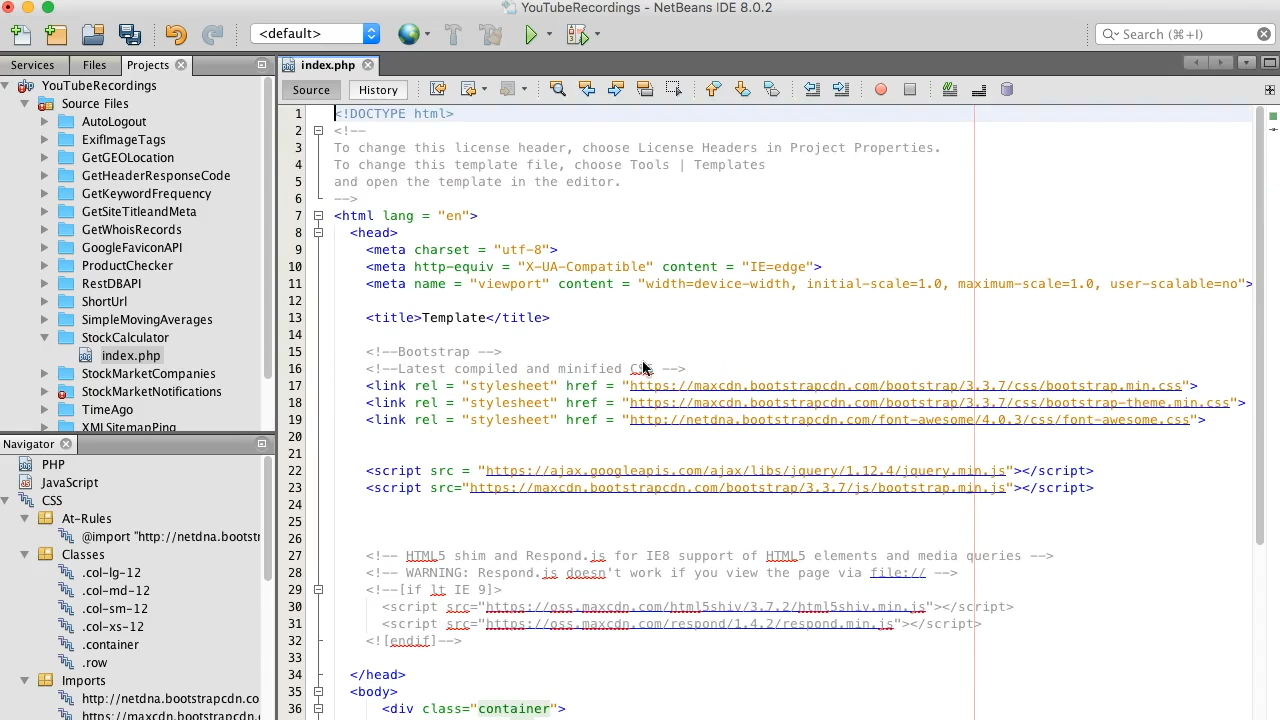 YouTubeRecordings - NetBeans IDE 8.0.2
<default>
Search (⌘+I)
Services
Files
Projects
index.php
Source
History
YouTubeRecordings
Source Files
AutoLogout
ExifImageTags
GetGEOLocation
GetHeaderResponseCode
GetKeywordFrequency
GetSiteTitleandMeta
GetWhoisRecords
GoogleFaviconAPI
ProductChecker
RestDBAPI
ShortUrl
SimpleMovingAverages
StockCalculator
index.php
StockMarketCompanies
StockMarketNotifications
TimeAgo
XMLSitemapPing
Navigator
PHP
JavaScript
CSS
At-Rules
@import "http://netdna.bootstr
Classes
.col-lg-12
.col-md-12
.col-sm-12
.col-xs-12
.container
.row
Imports
http://netdna.bootstrapcdn.co
https://maxcdn.bootstrapcdn.
1 <!DOCTYPE html>
2 <!--
3 To change this license header, choose License Headers in Project Properties.
4 To change this template file, choose Tools | Templates
5 and open the template in the editor.
6 -->
7 <html lang = "en">
8 <head>
9 <meta charset = "utf-8">
10 <meta http-equiv = "X-UA-Compatible" content = "IE=edge">
11 <meta name = "viewport" content = "width=device-width, initial-scale=1.0, maximum-scale=1.0, user-scalable=no">
12
13 <title>Template</title>
14
15 <!--Bootstrap -->
16 <!--Latest compiled and minified CSS -->
17 <link rel = "stylesheet" href = "https://maxcdn.bootstrapcdn.com/bootstrap/3.3.7/css/bootstrap.min.css">
18 <link rel = "stylesheet" href = "https://maxcdn.bootstrapcdn.com/bootstrap/3.3.7/css/bootstrap-theme.min.css">
19 <link rel = "stylesheet" href = "http://netdna.bootstrapcdn.com/font-awesome/4.0.3/css/font-awesome.css">
20
21
22 <script src = "https://ajax.googleapis.com/ajax/libs/jquery/1.12.4/jquery.min.js"></script>
23 <script src="https://maxcdn.bootstrapcdn.com/bootstrap/3.3.7/js/bootstrap.min.js"></script>
24
25
26
27 <!-- HTML5 shim and Respond.js for IE8 support of HTML5 elements and media queries -->
28 <!-- WARNING: Respond.js doesn't work if you view the page via file:// -->
29 <!--[if lt IE 9]>
30 <script src="https://oss.maxcdn.com/html5shiv/3.7.2/html5shiv.min.js"></script>
31 <script src="https://oss.maxcdn.com/respond/1.4.2/respond.min.js"></script>
32 <![endif]-->
33
34 </head>
35 <body>
36 <div class="container">